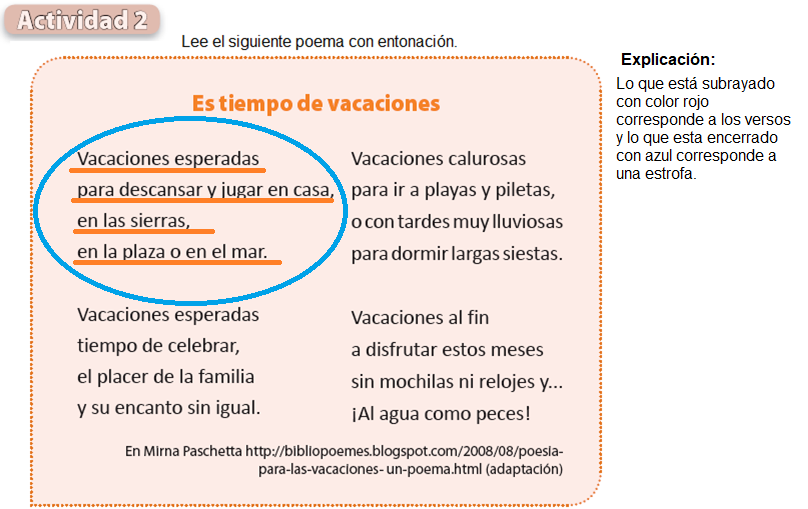 Actividad 2
Lee el siguiente poema con entonación.
Es tiempo de vacaciones
Vacaciones esperadas
para descansar y jugar en casa,
en las sierras,
en la plaza o en el mar.
Vacaciones esperadas
tiempo de celebrar,
el placer de la familia
y su encanto sin igual.
Vacaciones calurosas
para ir a playas y piletas,
o con tardes muy lluviosas
para dormir largas siestas.
Vacaciones al fin
a disfrutar estos meses
sin mochilas ni relojes y...
¡Al agua como peces!
En Mirna Paschetta http://bibliopoemes.blogspot.com/2008/08/poesia-
para-las-vacaciones- un-poema.html (adaptación)
Explicación:
Lo que está subrayado
con color rojo
corresponde a los versos
y lo que esta encerrado
con azul corresponde a
una estrofa.